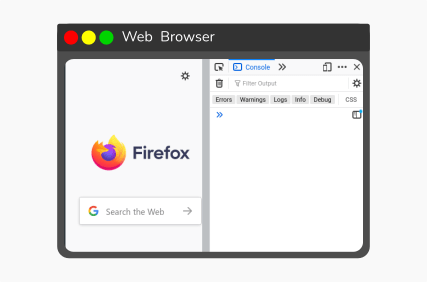 Web Browser
Console
Filter Output
Errors Warnings Logs Info Debug CSS
Firefox
Search the Web